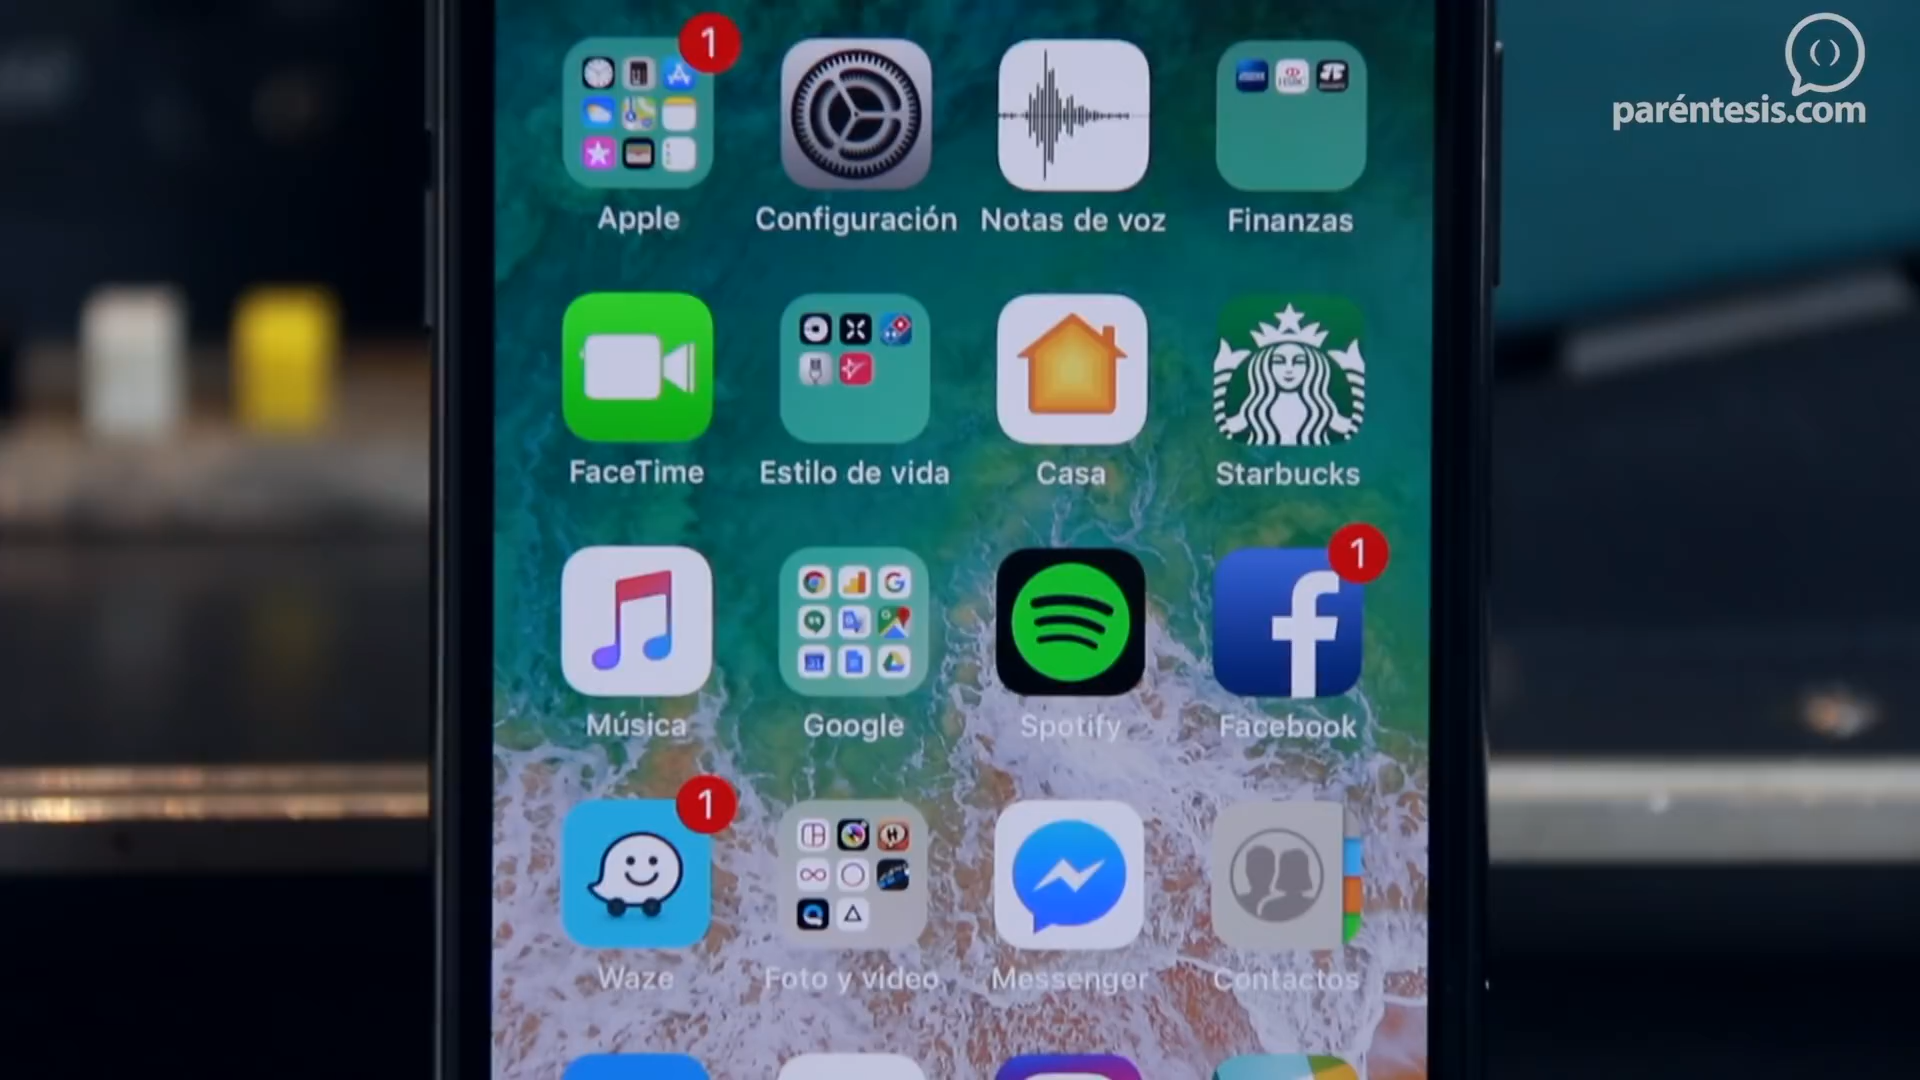 paréntesis.com
1
Apple
Configuración
Notas de voz
Finanzas
FaceTime
Estilo de vida
Casa
Starbucks
1
Música
Google
Spotify
Facebook
1
Waze
Foto y video
Messenger
Contactos